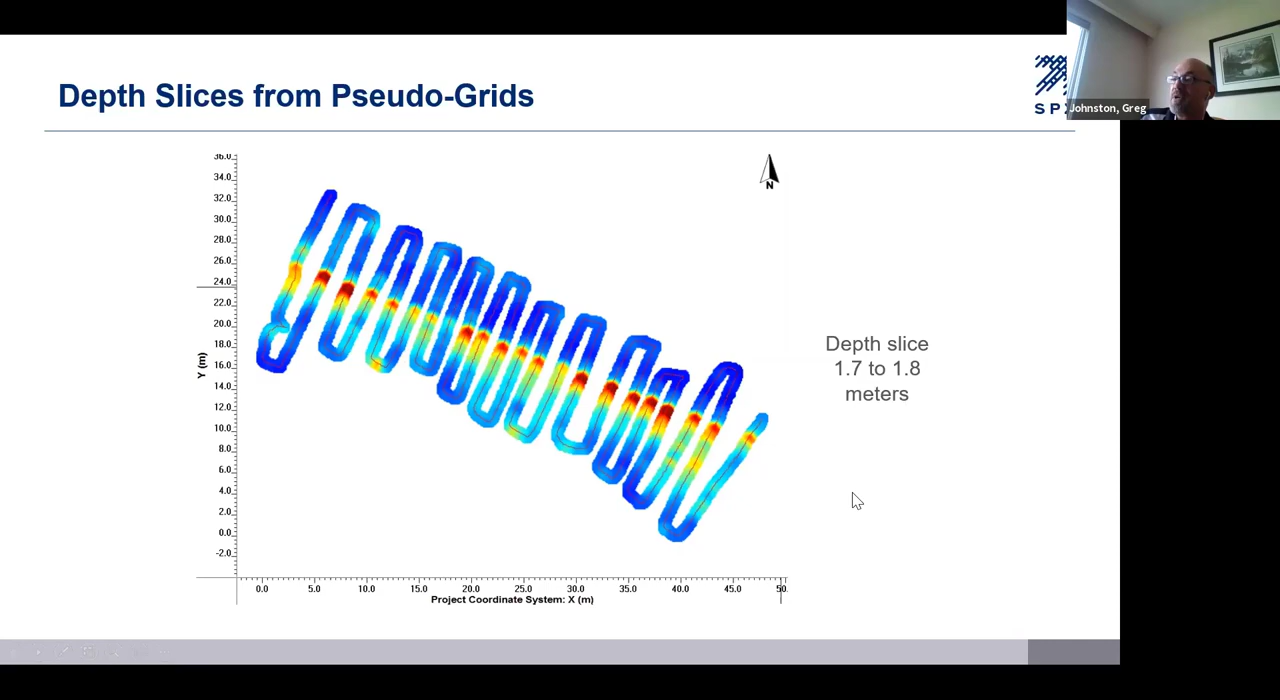 Depth Slices from Pseudo-Grids
SP
Johnston, Greg
N
36.0
34.0
32.0
30.0
28.0
26.0
24.0
22.0
20.0
18.0
16.0
14.0
12.0
10.0
8.0
6.0
4.0
2.0
0.0
-2.0
Y (m)
Depth slice
1.7 to 1.8
meters
0.0 5.0 10.0 15.0 20.0 25.0 30.0 35.0 40.0 45.0 50.
Project Coordinate System: X (m)